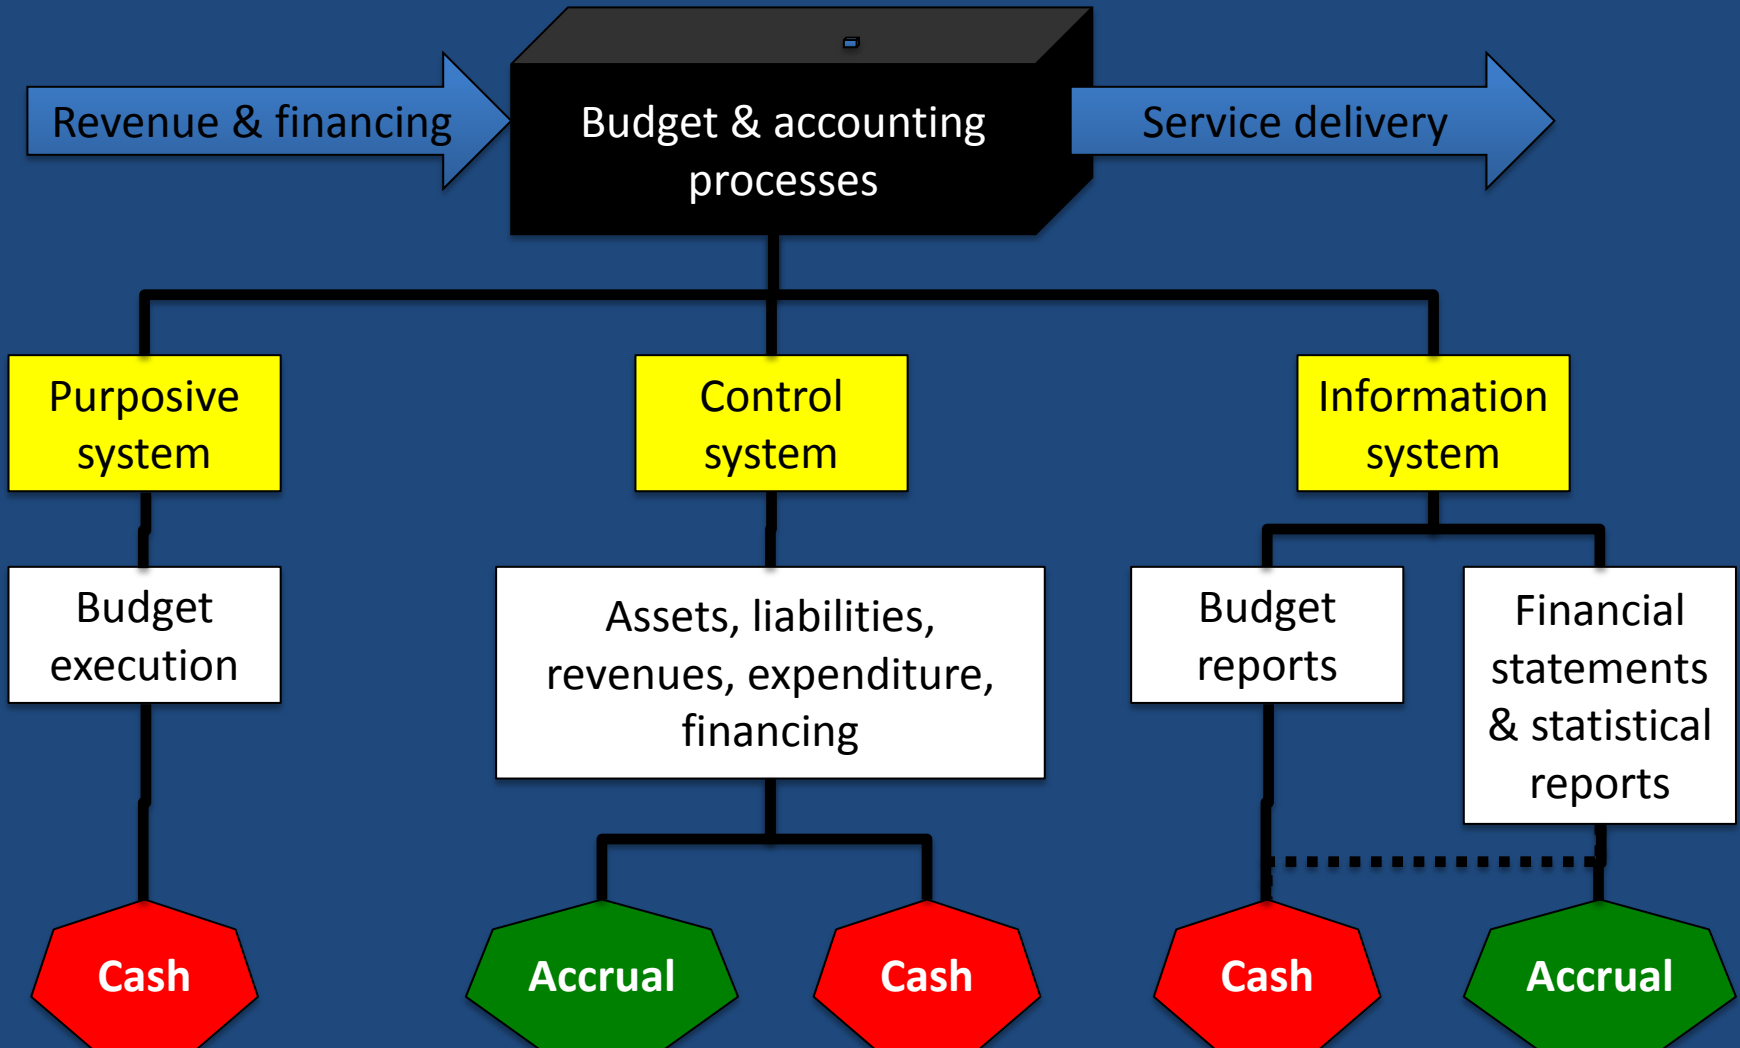 Revenue & financing
Budget & accounting
processes
Service delivery
Purposive
system
Control
system
Information
system
Budget
execution
Assets, liabilities,
revenues, expenditure,
financing
Budget
reports
Financial
statements
& statistical
reports
Cash
Accrual
Cash
Cash
Accrual